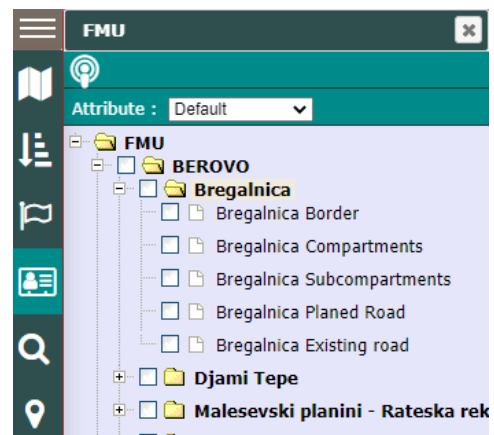 FMU
Attribute :  Default
FMU
BEROVO
Bregalnica
Bregalnica Border
Bregalnica Compartments
Bregalnica Subcompartments
Bregalnica Planed Road
Bregalnica Existing road
Djami Tepe
Malesevski planini - Rateska rek